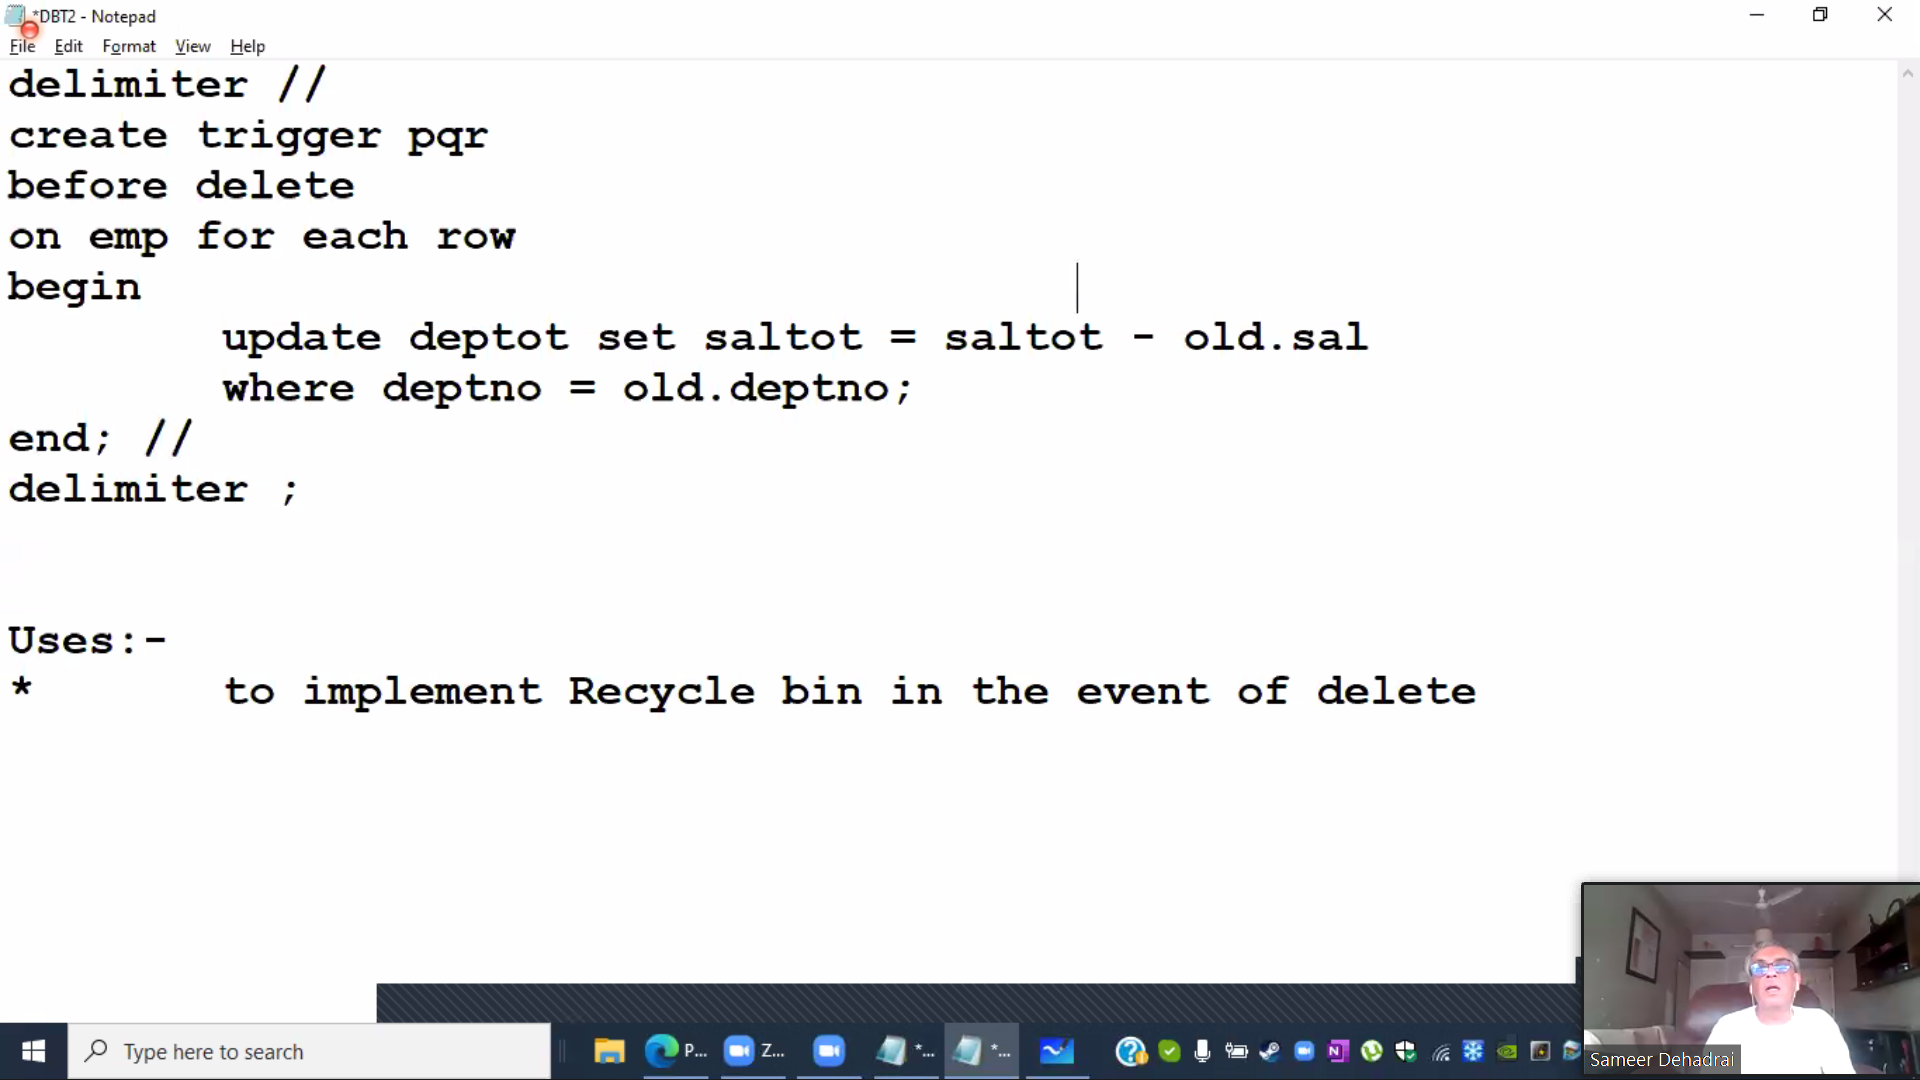 *DBT2 - Notepad
File Edit Format View Help
delimiter //
create trigger pqr
before delete
on emp for each row
begin
update deptot set saltot = saltot - old.sal
where deptno = old.deptno;
end; //
delimiter ;
Uses:-
* to implement Recycle bin in the event of delete
Type here to search
P...
Z...
*...
*...
Sameer Dehadrai